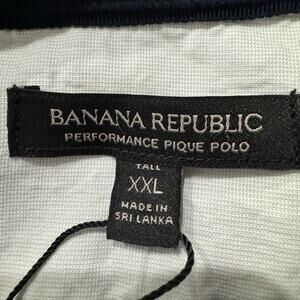 BANANA REPUBLIC
PERFORMANCE PIQUE POLO
TALL
XXL
MADE IN
SRI LANKA